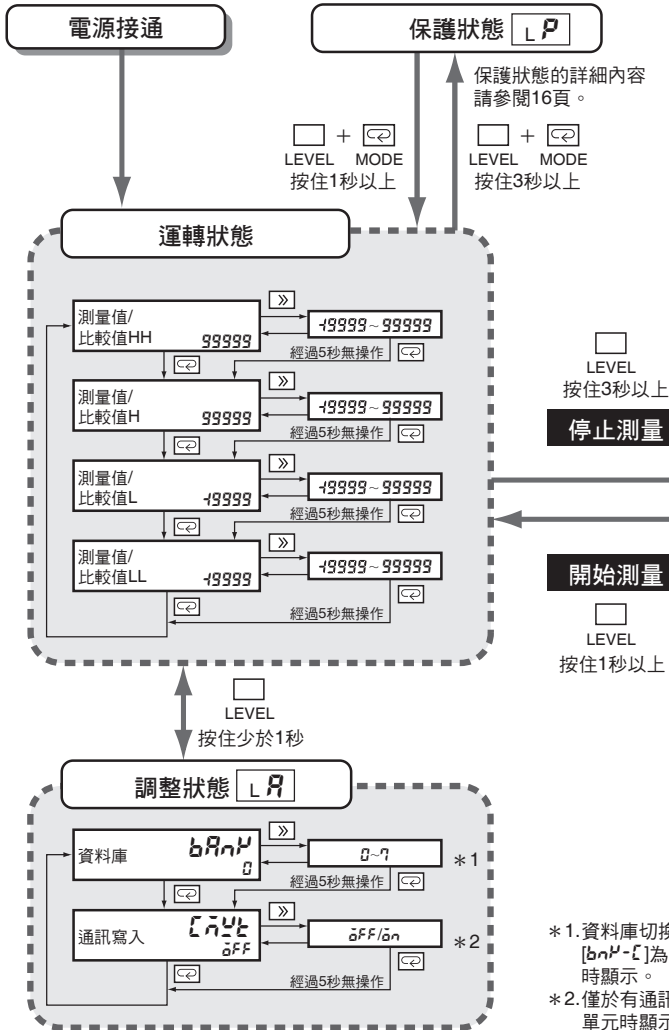 電源接通
保護狀態 L P
保護狀態的詳細內容
請參閱16頁。
+
LEVEL MODE
按住1秒以上
+
LEVEL MODE
按住3秒以上
運轉狀態
測量值/
比較值HH 99999
-19999~99999
經過5秒無操作
測量值/
比較值H 99999
-19999~99999
經過5秒無操作
測量值/
比較值L -19999
-19999~99999
經過5秒無操作
測量值/
比較值LL -19999
-19999~99999
經過5秒無操作
LEVEL
按住3秒以上
停止測量
開始測量
LEVEL
按住1秒以上
LEVEL
按住少於1秒
調整狀態 L A
資料庫 bAnK
0
0~7
*1
經過5秒無操作
通訊寫入 CMWt
oFF
oFF/on
*2
經過5秒無操作
*1.資料庫切換
[bnK-C]為
時顯示。
*2.僅於有通訊
單元時顯示